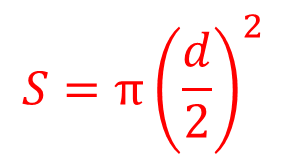 S = π(d/2)²